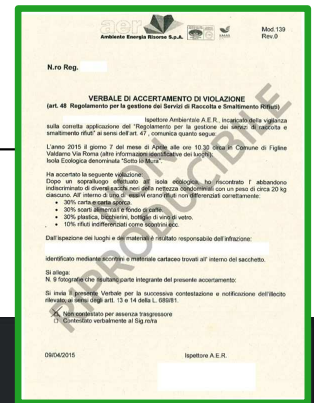 aer
Ambiente Energia Risorse S.p.A.
Mod.139
Rev.0
N.ro Reg.
VERBALE DI ACCERTAMENTO DI VIOLAZIONE
(art. 48 Regolamento per la gestione dei Servizi di Raccolta e Smaltimento Rifiuti)
Ispettore Ambientale A.E.R., incaricato della vigilanza
sulla corretta applicazione del "Regolamento per la gestione dei servizi di raccolta e
smaltimento rifiuti" ai sensi dell'art. 47 , comunica quanto segue:
L'anno 2015 il giorno 7 del mese di Aprile alle ore 10.30 circa in Comune di Figline
Valdarno Via Roma (altre informazioni identificative dei luoghi).
Isola Ecologica denominata "Sotto le Mura".
Ha accertato la seguente violazione:
Dopo un sopralluogo effettuato all' isola ecologica, ho riscontrato l' abbandono
indiscriminato di diversi sacchi neri della nettezza condominiali con un peso di circa 20 kg
ciascuno. All' interno di uno di essi vi erano rifiuti non differenziati correttamente:
• 30% carta e carta sporca.
• 30% scarti alimentari e fondo di caffè.
• 30% plastica, bicchierini, bottiglie di vino di vetro.
• 10% rifiuti indifferenziati come scontrini ecc.
Dall'ispezione dei luoghi e dei materiali è risultato responsabile dell'infrazione:
identificato mediante scontrini e materiale cartaceo trovati all' interno del sacchetto.
Si allega:
N. 9 fotografie che risultano parte integrante del presente accertamento:
Si invia il presente Verbale per la successiva contestazione e notificazione dell'illecito
rilevato, ai sensi degli artt. 13 e 14 della L. 689/81.
Non contestato per assenza trasgressore
Contestato verbalmente al Sig.re/ra
09/04/2015
Ispettore A.E.R.
NON
RIPRODUCIBILE